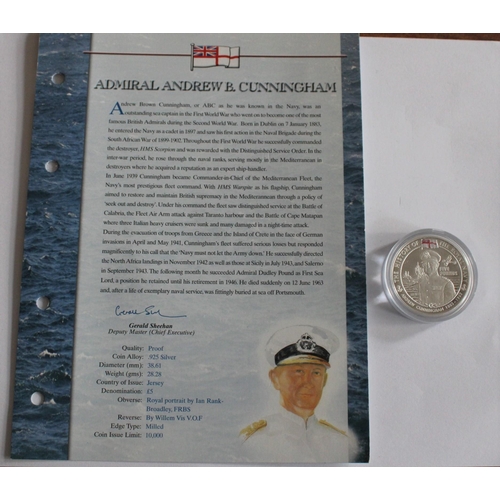 ADMIRAL ANDREW B. CUNNINGHAM
Andrew Brown Cunningham, or ABC as he was known in the Navy, was an
outstanding sea captain in the First World War who went on to become one of the most
famous British Admirals during the Second World War. Born in Dublin on 7 January 1883,
he entered the Navy as a cadet in 1897 and saw his first action in the Naval Brigade during the
South African War of 1899-1902. Throughout the First World War he successfully commanded
the destroyer, HMS Scorpion and was rewarded with the Distinguished Service Order. In the
inter-war period, he rose through the naval ranks, serving mostly in the Mediterranean in
destroyers where he acquired a reputation as an expert ship-handler.
In June 1939 Cunningham became Commander-in-Chief of the Mediterranean Fleet, the
Navy's most prestigious fleet command. With HMS Warspite as his flagship, Cunningham
aimed to restore and maintain British supremacy in the Mediterranean through a policy of
'seek out and destroy'. Under his command the fleet saw distinguished service at the Battle of
Calabria, the Fleet Air Arm attack against Taranto harbour and the Battle of Cape Matapan
where three Italian heavy cruisers were sunk and many damaged in a night-time attack.
During the evacuation of troops from Greece and the Island of Crete in the face of German
invasions in April and May 1941, Cunningham's fleet suffered serious losses but responded
magnificently to his call that the 'Navy must not let the Army down.' He successfully directed
the North Africa landings in November 1942 as well as those at Sicily in July 1943, and Salerno
in September 1943. The following month he succeeded Admiral Dudley Pound as First Sea
Lord, a position he retained until his retirement in 1946. He died suddenly on 12 June 1963
and, after a life of exemplary naval service, was fittingly buried at sea off Portsmouth.
Gerald Sheehan
Deputy Master (Chief Executive)
Quality: Proof
Coin Alloy: .925 Silver
Diameter (mm): 38.61
Weight (gms): 28.28
Country of Issue: Jersey
Denomination: £5
Obverse: Royal portrait by Ian Rank-
Broadley, FRBS
Reverse: By Willem Vis V.O.F
Edge Type: Milled
Coin Issue Limit: 10,000